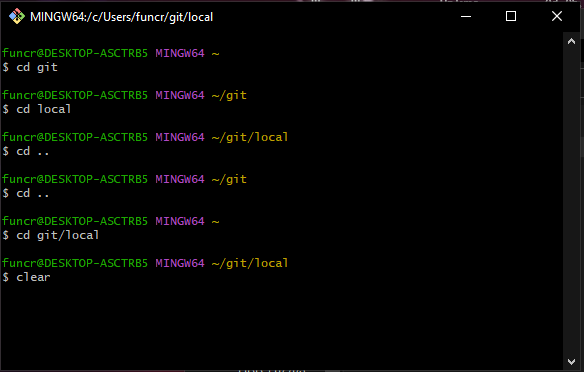 MINGW64:/c/Users/funcr/git/local
funcr@DESKTOP-ASCTRB5 MINGW64 ~
$ cd git
funcr@DESKTOP-ASCTRB5 MINGW64 ~/git
$ cd local
funcr@DESKTOP-ASCTRB5 MINGW64 ~/git/local
$ cd ..
funcr@DESKTOP-ASCTRB5 MINGW64 ~/git
$ cd ..
funcr@DESKTOP-ASCTRB5 MINGW64 ~
$ cd git/local
funcr@DESKTOP-ASCTRB5 MINGW64 ~/git/local
$ clear